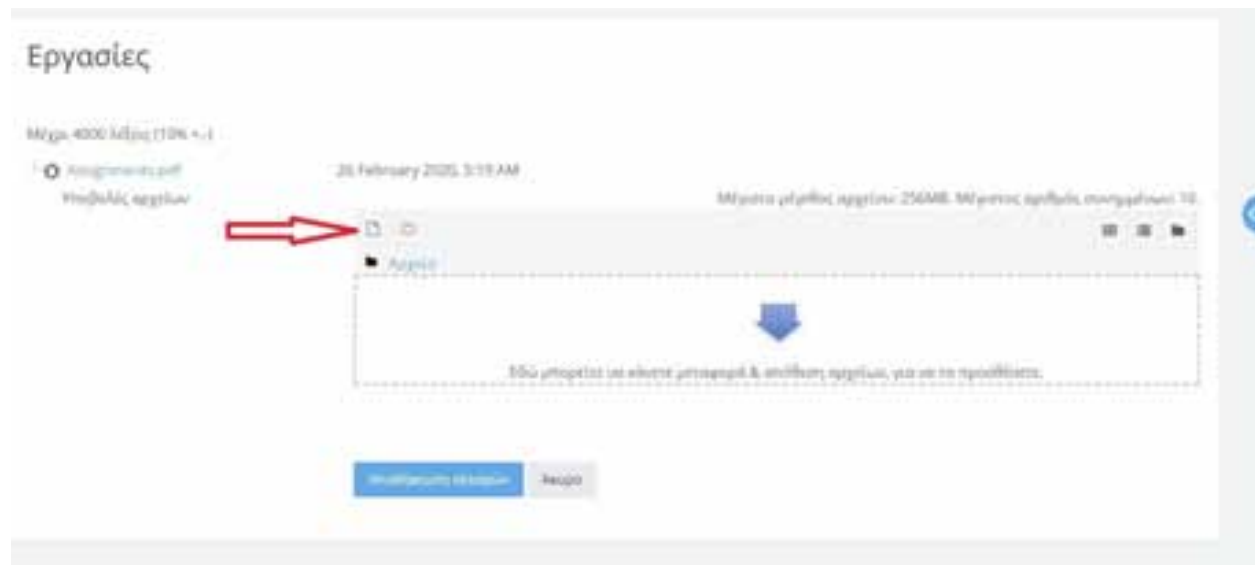 Εργασίες
Μέχρι 4000 λέξεις (10% +-)
Assignments.pdf
26 February 2020, 5:19 AM
Υποβολές αρχείων
Μέγιστο μέγεθος αρχείων: 256MB. Μέγιστος αριθμός συνημμένων: 10.
Αρχεία
Εδώ μπορείτε να κάνετε μεταφορά & απόθεση αρχείων, για να τα προσθέσετε.
Αποθήκευση αλλαγών
Άκυρο